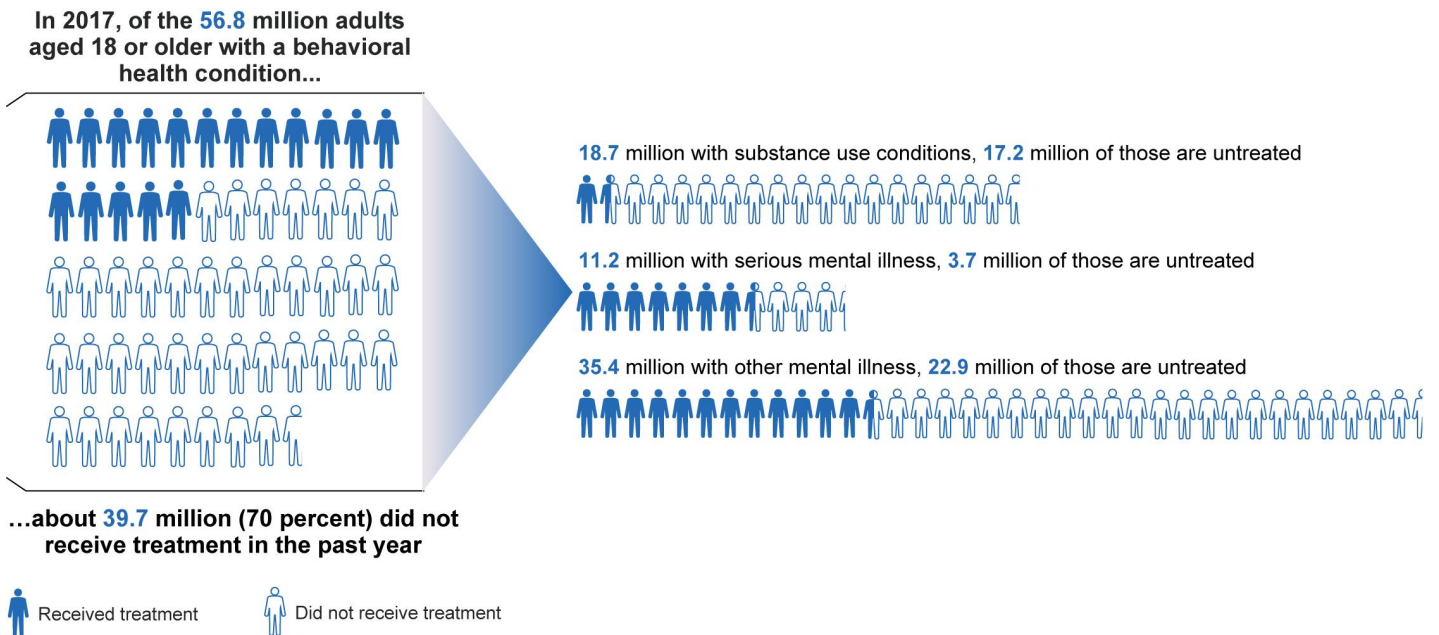 In 2017, of the 56.8 million adults
aged 18 or older with a behavioral
health condition...
18.7 million with substance use conditions, 17.2 million of those are untreated
11.2 million with serious mental illness, 3.7 million of those are untreated
35.4 million with other mental illness, 22.9 million of those are untreated
...about 39.7 million (70 percent) did not
receive treatment in the past year
Received treatment
Did not receive treatment